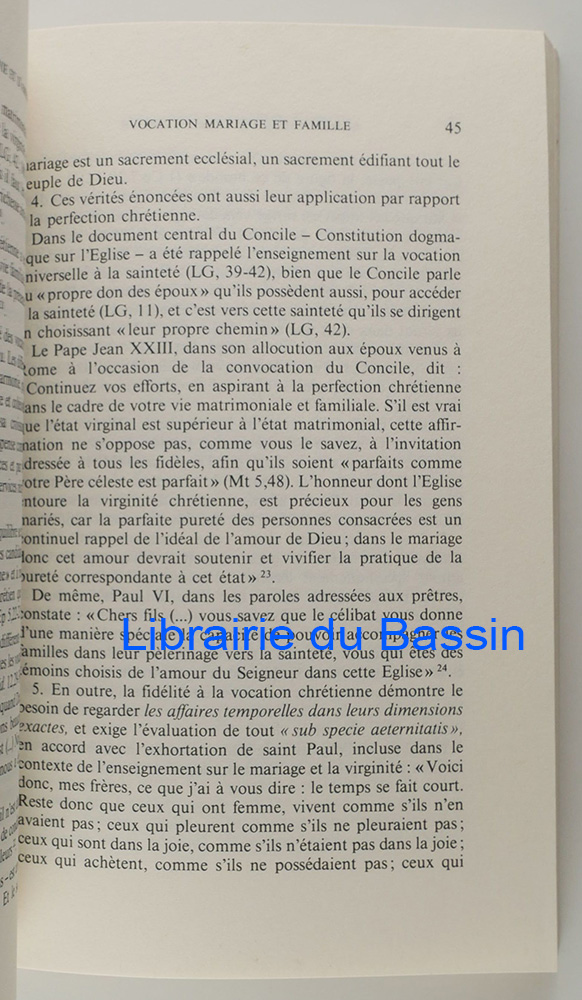 VOCATION MARIAGE ET FAMILLE 45
ariage est un sacrement ecclésial, un sacrement édifiant tout le
euple de Dieu.
4. Ces vérités énoncées ont aussi leur application par rapport
la perfection chrétienne.
Dans le document central du Concile – Constitution dogma-
que sur l'Eglise – a été rappelé l'enseignement sur la vocation
niverselle à la sainteté (LG, 39-42), bien que le Concile parle
u « propre don des époux » qu'ils possèdent aussi, pour accéder
la sainteté (LG, 11), et c'est vers cette sainteté qu'ils se dirigent
n choisissant « leur propre chemin » (LG, 42).
Le Pape Jean XXIII, dans son allocution aux époux venus à
ome à l'occasion de la convocation du Concile, dit :
Continuez vos efforts, en aspirant à la perfection chrétienne
ans le cadre de votre vie matrimoniale et familiale. S'il est vrai
que l'état virginal est supérieur à l'état matrimonial, cette affir-
mation ne s'oppose pas, comme vous le savez, à l'invitation
dressée à tous les fidèles, afin qu'ils soient « parfaits comme
otre Père céleste est parfait » (Mt 5,48). L'honneur dont l'Eglise
ntoure la virginité chrétienne, est précieux pour les gens
mariés, car la parfaite pureté des personnes consacrées est un
continuel rappel de l'idéal de l'amour de Dieu ; dans le mariage
donc cet amour devrait soutenir et vivifier la pratique de la
pureté correspondante à cet état » 23.
De même, Paul VI, dans les paroles adressées aux prêtres,
constate : « Chers fils (...) vous savez que le célibat vous donne
d'une manière spéciale la capacité de pouvoir accompagner les
familles dans leur pèlerinage vers la sainteté, vous qui êtes des
témoins choisis de l'amour du Seigneur dans cette Eglise » 24.
Librairie du Bassin
5. En outre, la fidélité à la vocation chrétienne démontre le
besoin de regarder les affaires temporelles dans leurs dimensions
exactes, et exige l'évaluation de tout « sub specie aeternitatis »,
en accord avec l'exhortation de saint Paul, incluse dans le
contexte de l'enseignement sur le mariage et la virginité : « Voici
donc, mes frères, ce que j'ai à vous dire : le temps se fait court.
Reste donc que ceux qui ont femme, vivent comme s'ils n'en
avaient pas ; ceux qui pleurent comme s'ils ne pleuraient pas ;
ceux qui sont dans la joie, comme s'ils n'étaient pas dans la joie ;
ceux qui achètent, comme s'ils ne possédaient pas ; ceux qui